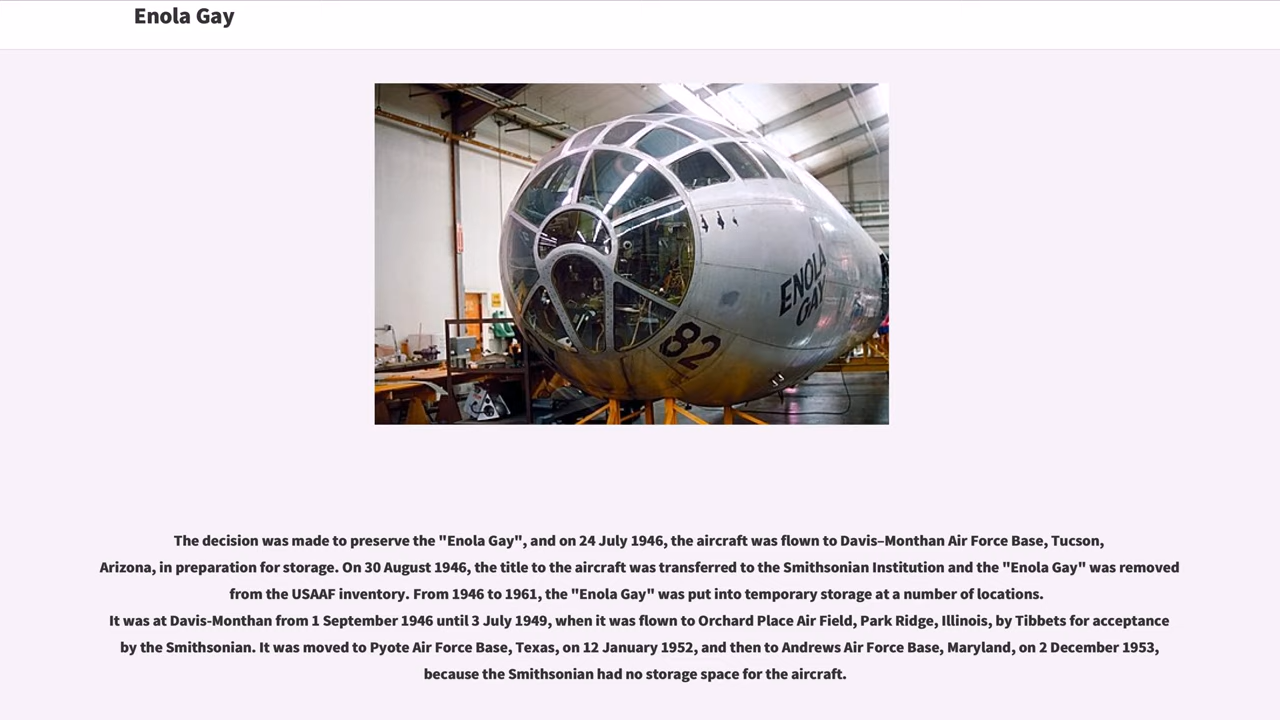 Enola Gay
ENOLA
GAY
82
The decision was made to preserve the "Enola Gay", and on 24 July 1946, the aircraft was flown to Davis–Monthan Air Force Base, Tucson,
Arizona, in preparation for storage. On 30 August 1946, the title to the aircraft was transferred to the Smithsonian Institution and the "Enola Gay" was removed
from the USAAF inventory. From 1946 to 1961, the "Enola Gay" was put into temporary storage at a number of locations.
It was at Davis-Monthan from 1 September 1946 until 3 July 1949, when it was flown to Orchard Place Air Field, Park Ridge, Illinois, by Tibbets for acceptance
by the Smithsonian. It was moved to Pyote Air Force Base, Texas, on 12 January 1952, and then to Andrews Air Force Base, Maryland, on 2 December 1953,
because the Smithsonian had no storage space for the aircraft.